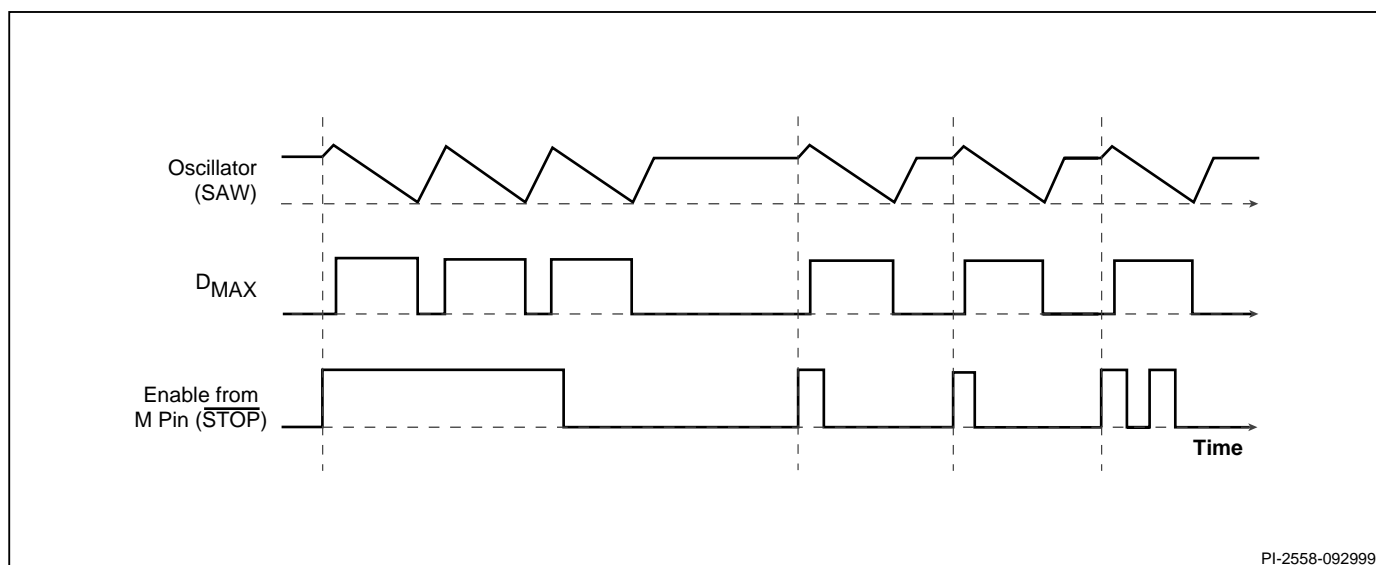 Oscillator
(SAW)
DMAX
Enable from
M Pin (STOP)
Time
PI-2558-092999